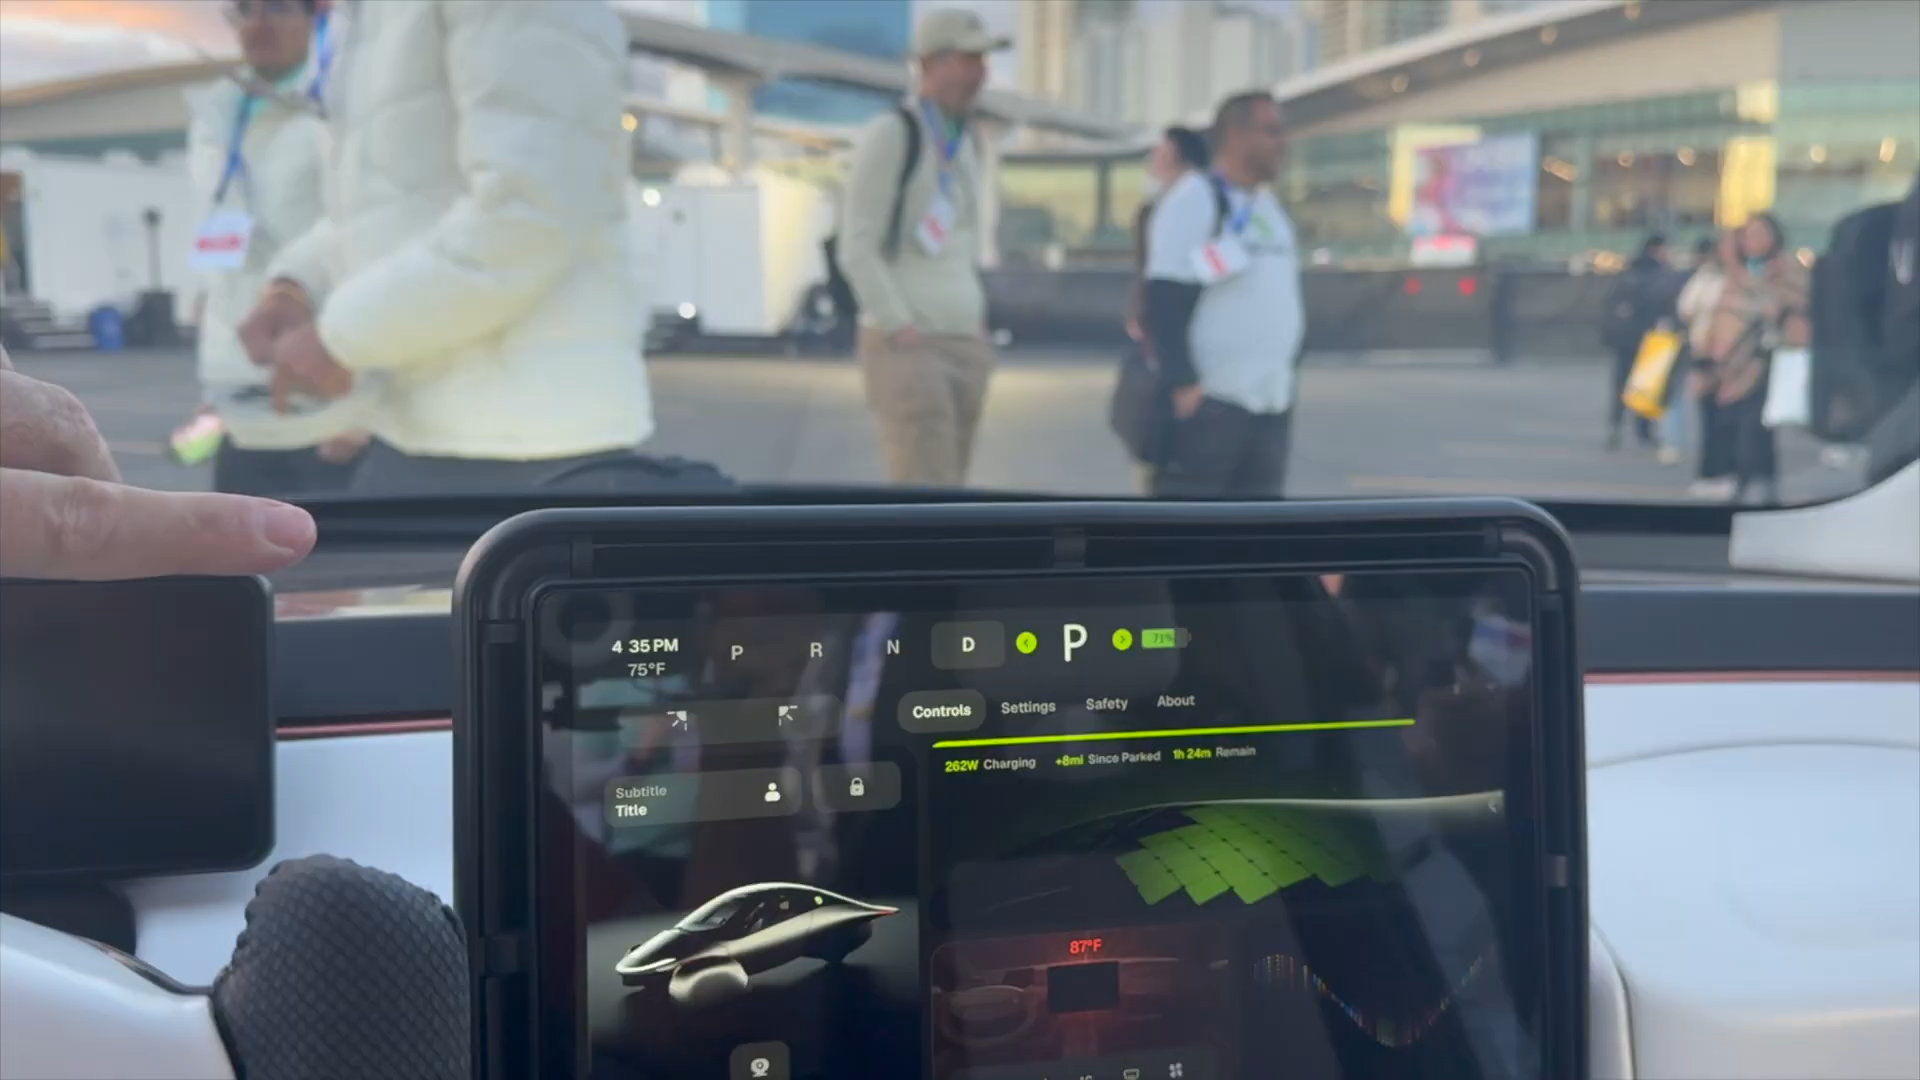 4 35 PM
75°F
P R N D
P
71%
Controls Settings Safety About
262W Charging +8mi Since Parked 1h 24m Remain
Subtitle
Title
87°F